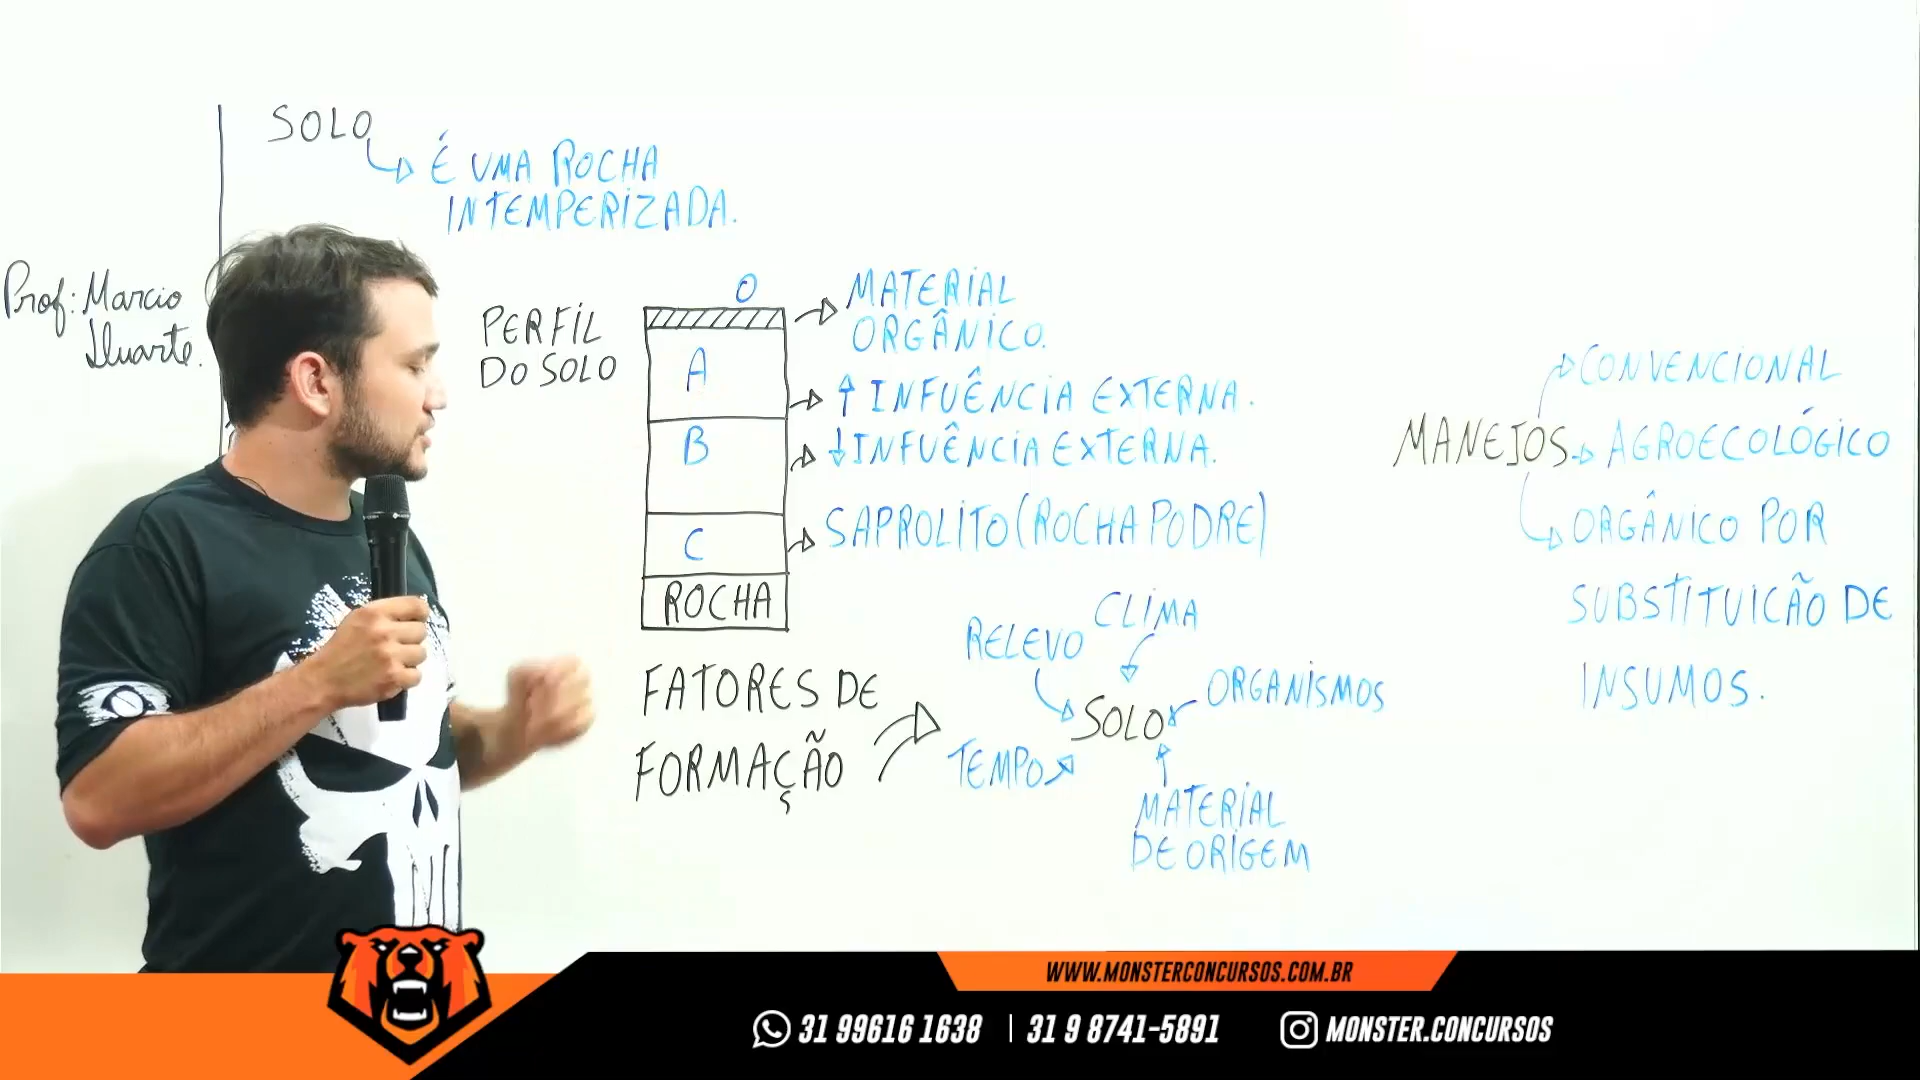 SOLO
É UMA ROCHA
INTEMPERIZADA.
Prof: Marcio
Duarte.
PERFIL
DO SOLO
O
A
B
C
ROCHA
MATERIAL
ORGÂNICO.
↑ INFUÊNCIA EXTERNA.
↓ INFUÊNCIA EXTERNA.
SAPROLITO (ROCHA PODRE)
FATORES DE
FORMAÇÃO
RELEVO
CLIMA
ORGANISMOS
SOLO
TEMPO
MATERIAL
DE ORIGEM
MANEJOS
CONVENCIONAL
AGROECOLÓGICO
ORGÂNICO POR
SUBSTITUICÃO DE
INSUMOS.
WWW.MONSTERCONCURSOS.COM.BR
31 99616 1638 | 31 9 8741-5891
MONSTER.CONCURSOS